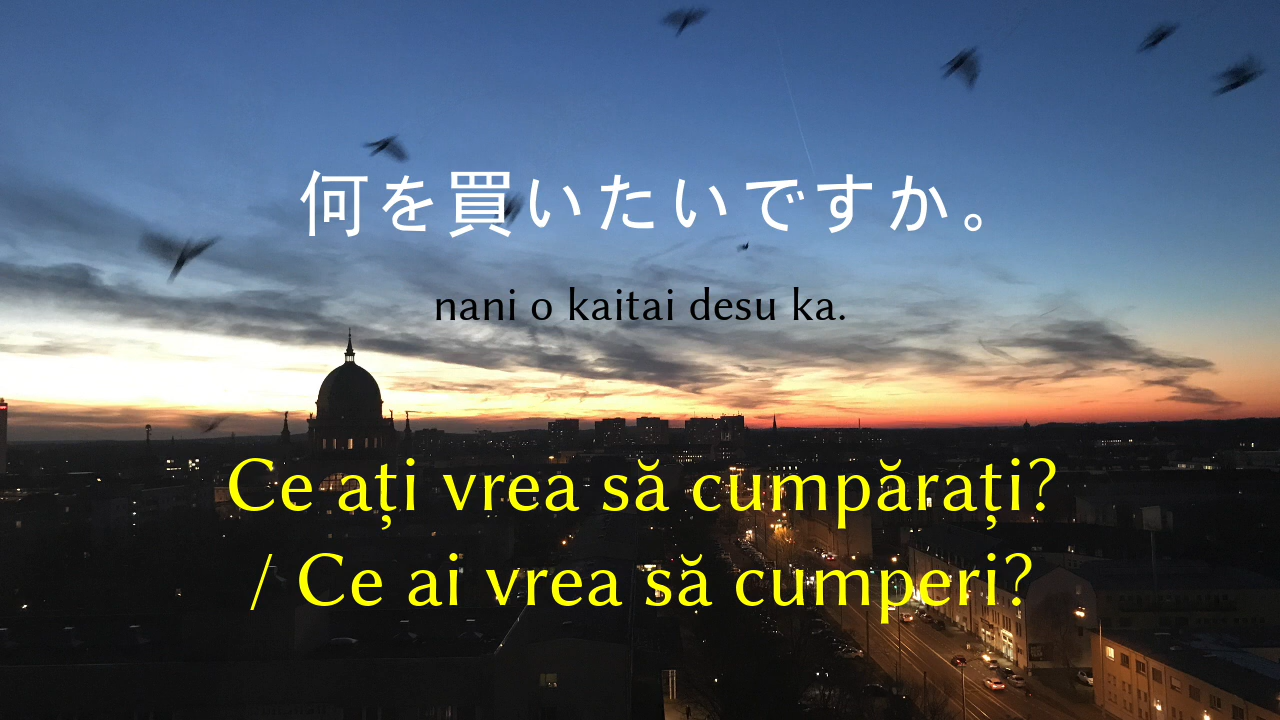 何を買いたいですか。
nani o kaitai desu ka.
Ce ați vrea să cumpărați?
/ Ce ai vrea să cumperi?